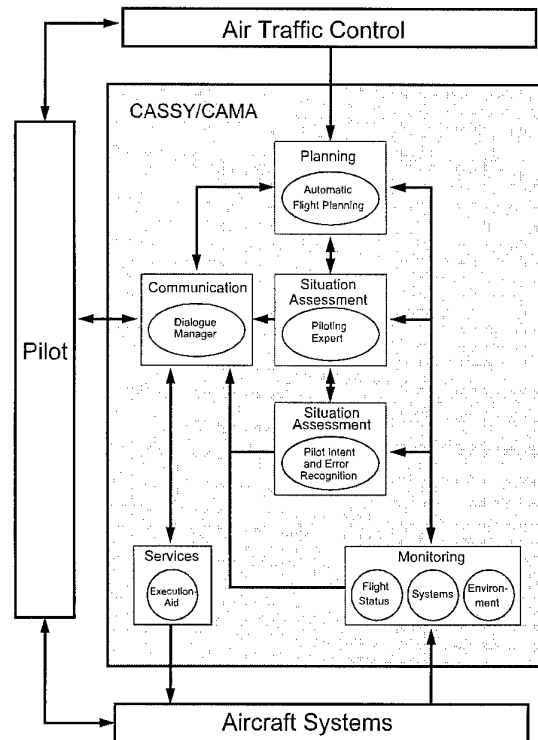 Air Traffic Control
CASSY/CAMA
Planning
Automatic
Flight Planning
Communication
Dialogue
Manager
Situation
Assessment
Piloting
Expert
Pilot
Situation
Assessment
Pilot Intent
and Error
Recognition
Services
Execution-
Aid
Monitoring
Flight
Status
Systems
Environ-
ment
Aircraft Systems